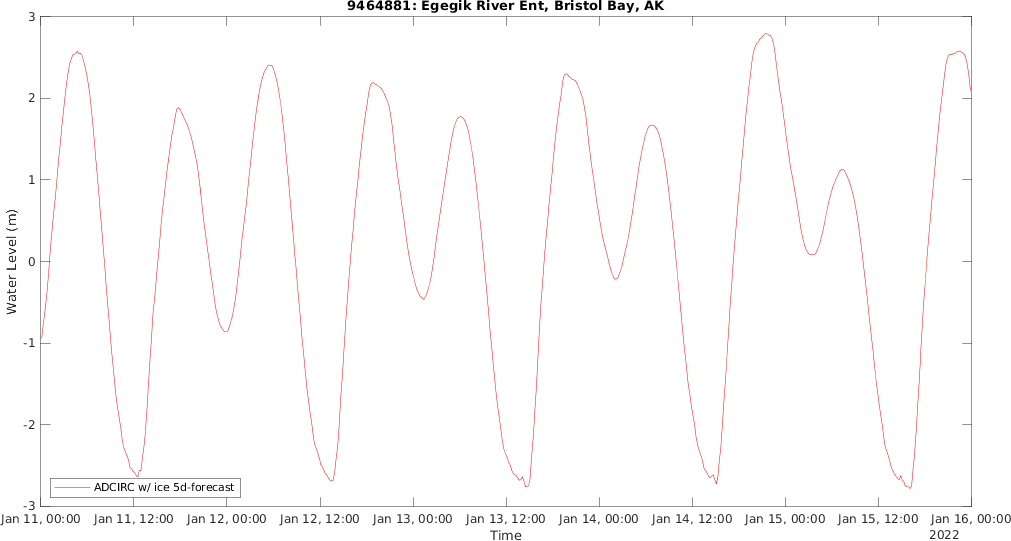 9464881: Egegik River Ent, Bristol Bay, AK
3
2
1
0
-1
-2
-3
Water Level (m)
ADCIRC w/ ice 5d-forecast
Jan 11, 00:00 Jan 11, 12:00 Jan 12, 00:00 Jan 12, 12:00 Jan 13, 00:00 Jan 13, 12:00 Jan 14, 00:00 Jan 14, 12:00 Jan 15, 00:00 Jan 15, 12:00 Jan 16, 00:00
Time
2022